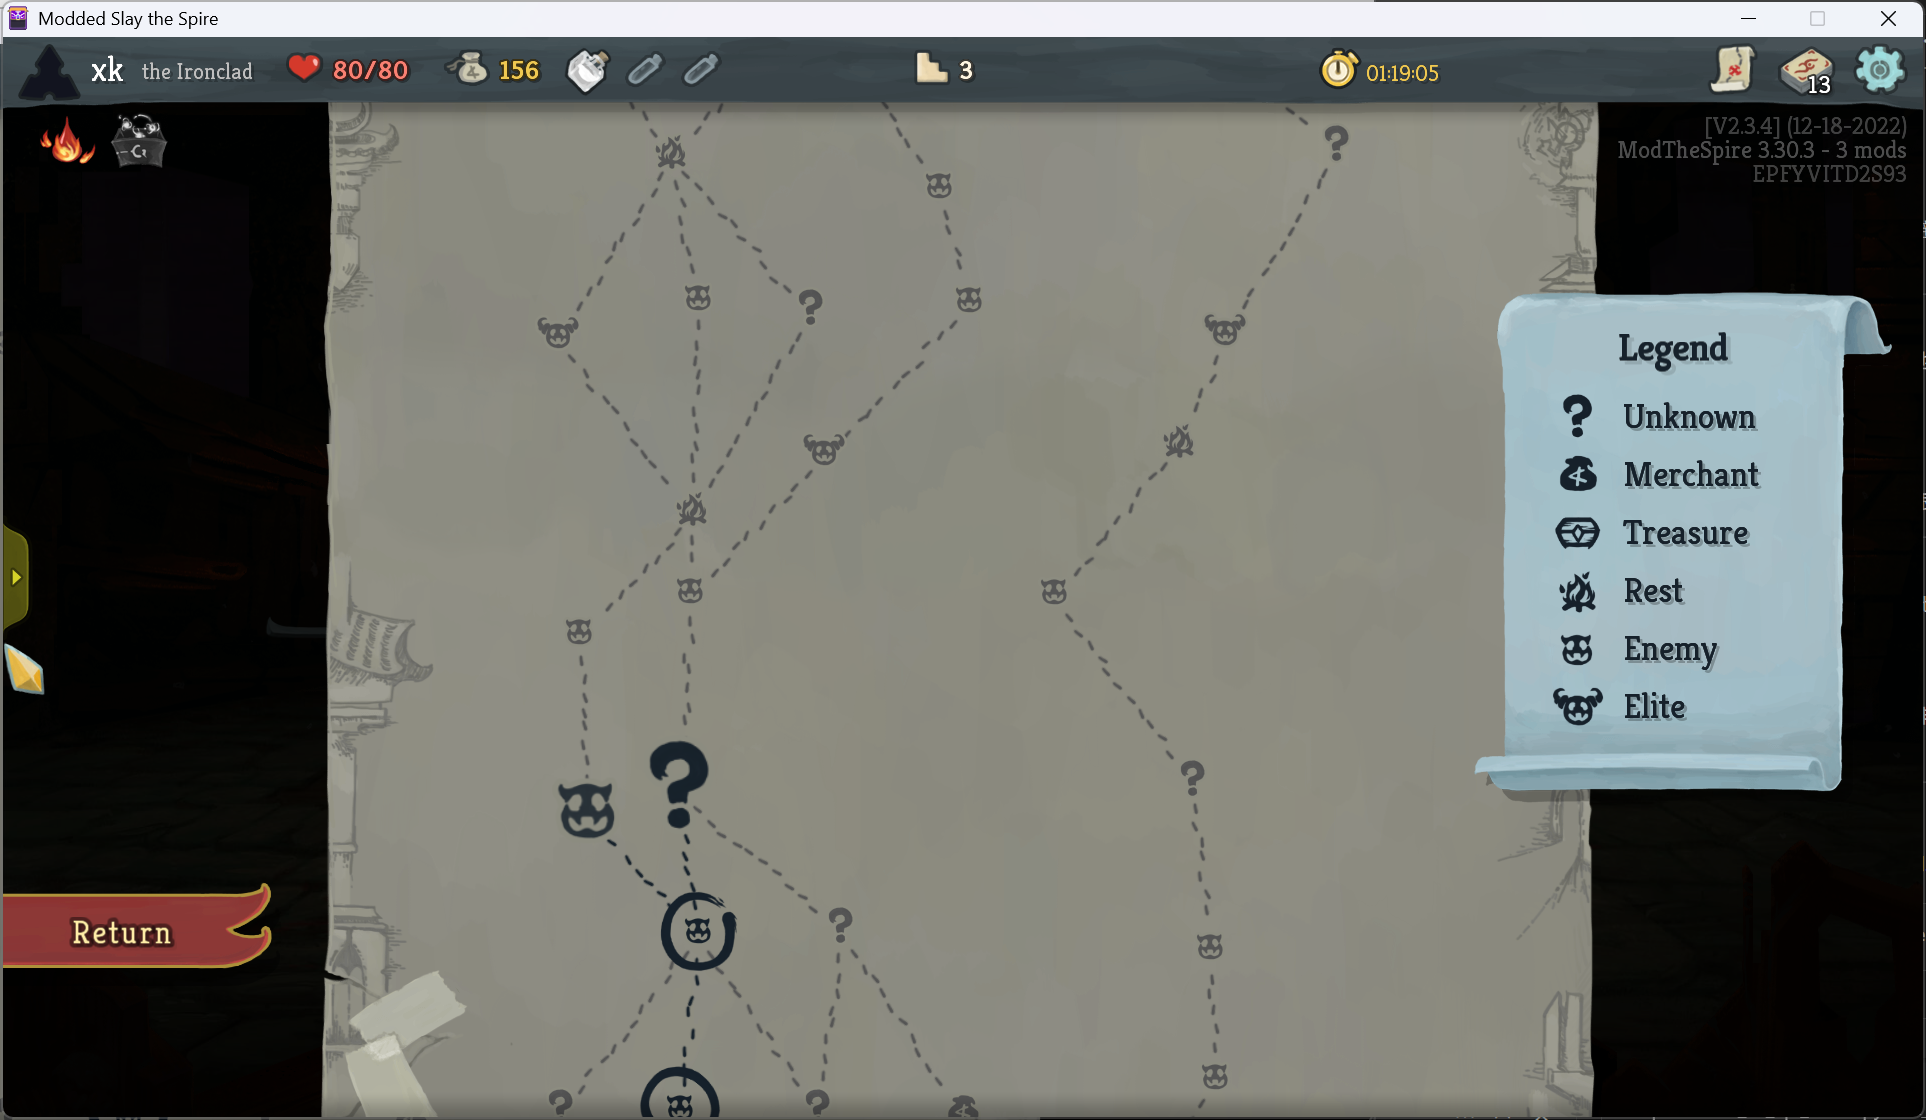 Modded Slay the Spire
xk the Ironclad 80/80 156 3 01:19:05 13
[V2.3.4] (12-18-2022)
ModTheSpire 3.30.3 - 3 mods
EPFYVITD2S93
Legend
Unknown
Merchant
Treasure
Rest
Enemy
Elite
Return